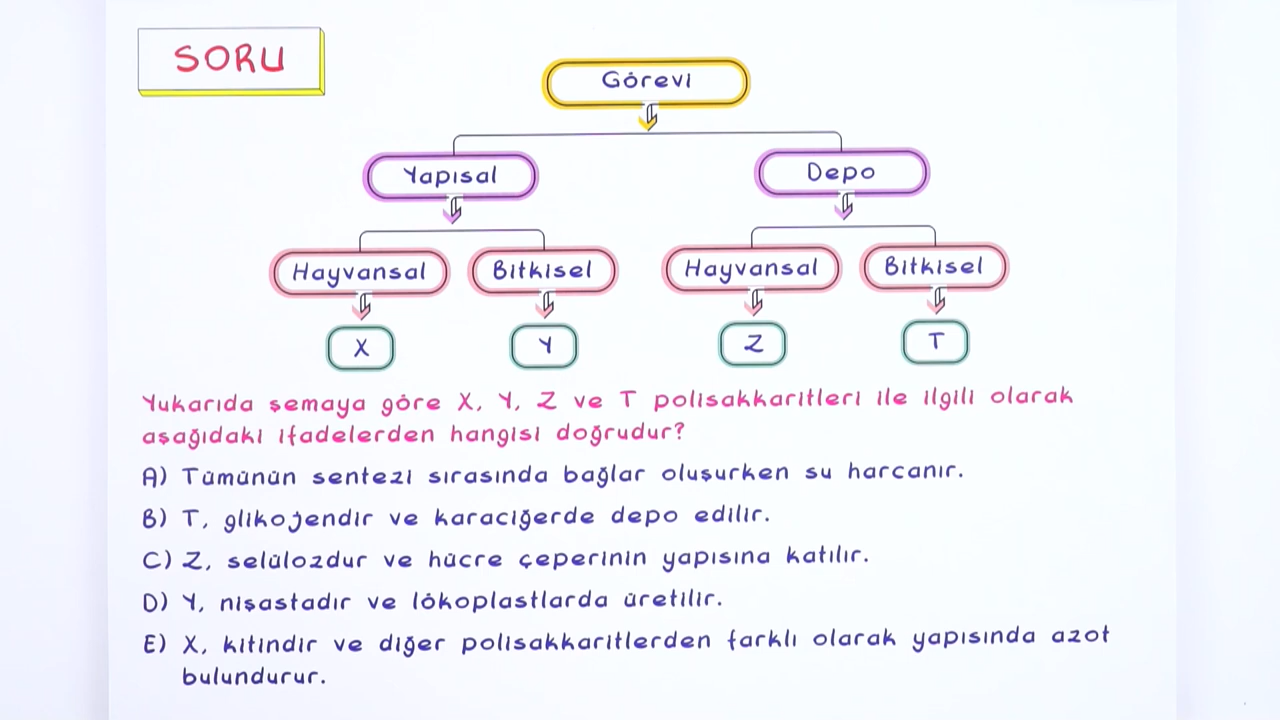 SORU
Görevi
Yapısal
Depo
Hayvansal
Bitkisel
Hayvansal
Bitkisel
X
Y
Z
T
Yukarıda şemaya göre X, Y, Z ve T polisakkaritleri ile ilgili olarak
aşağıdaki ifadelerden hangisi doğrudur?
A) Tümünün sentezi sırasında bağlar oluşurken su harcanır.
B) T, glikojendir ve karaciğerde depo edilir.
C) Z, selülozdur ve hücre çeperinin yapısına katılır.
D) Y, nişastadır ve lökoplastlarda üretilir.
E) X, kitindir ve diğer polisakkaritlerden farklı olarak yapısında azot
bulundurur.